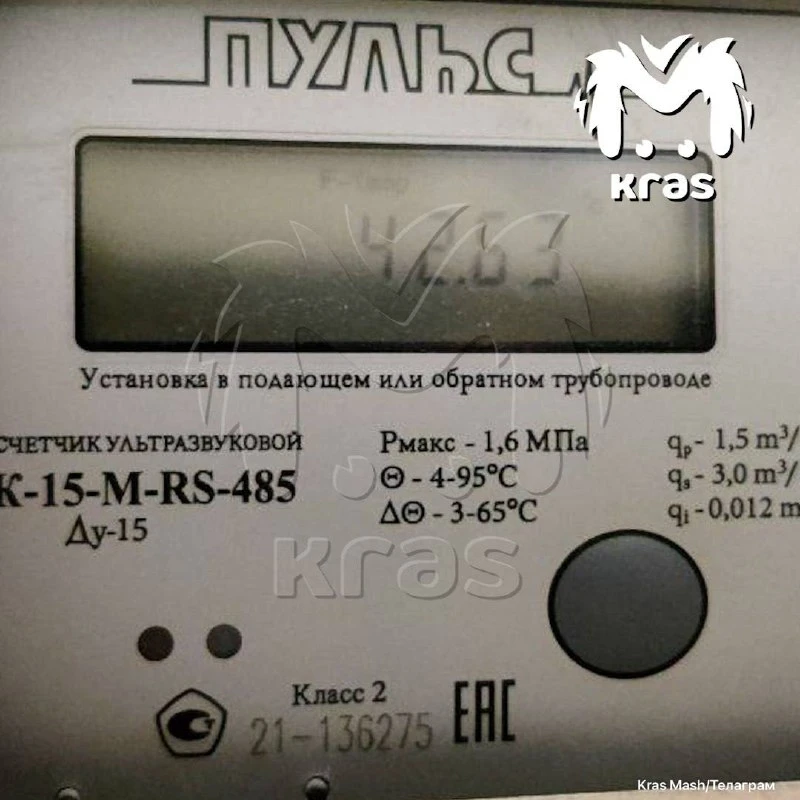 ПУЛЬС
kras
42.63
Установка в подающем или обратном трубопроводе
СЧЕТЧИК УЛЬТРАЗВУКОВОЙ
К-15-М-RS-485
Ду-15
Рмакс - 1,6 МПа
Θ - 4-95°C
ΔΘ - 3-65°C
qp - 1,5 m³/
qs - 3,0 m³/
qi - 0,012 m
kras
Класс 2
21-136275
EAC
Kras Mash/Телаграм